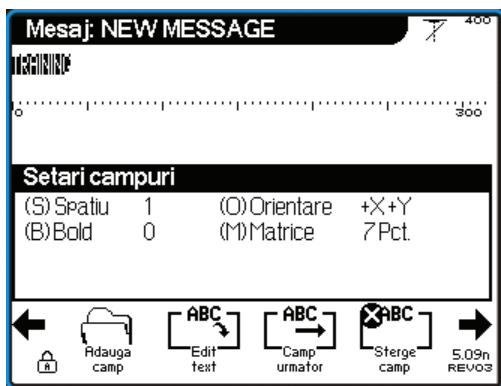 Mesaj: NEW MESSAGE
400
TRAINING
0 300
Setari campuri
(S) Spatiu 1 (O) Orientare +X+Y
(B) Bold 0 (M) Matrice 7 Pct.
ABC ABC ABC
A Adauga camp Edit text Camp urmator Sterge camp 5.09n REV03